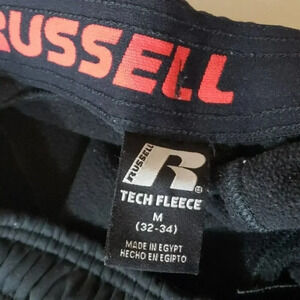 RUSSELL
RUSSELL
R®
TECH FLEECE
M
(32-34)
MADE IN EGYPT
HECHO EN EGIPTO